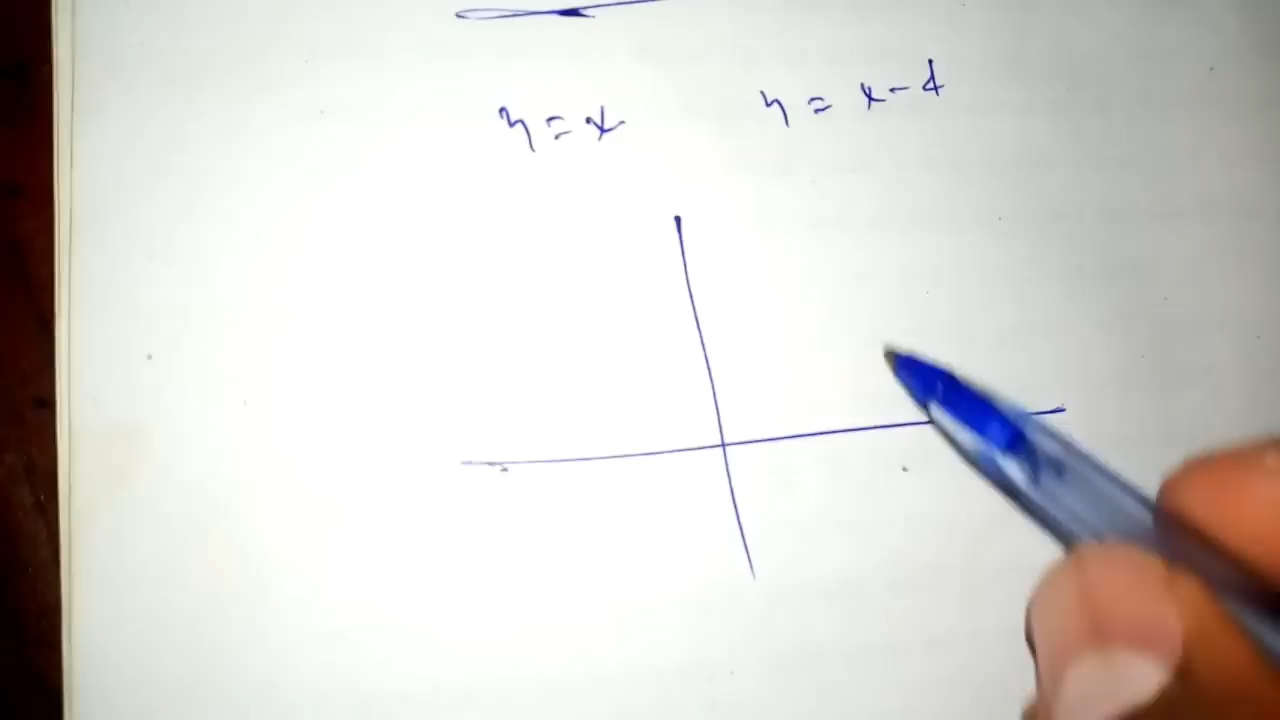 y = x
y = x - 4